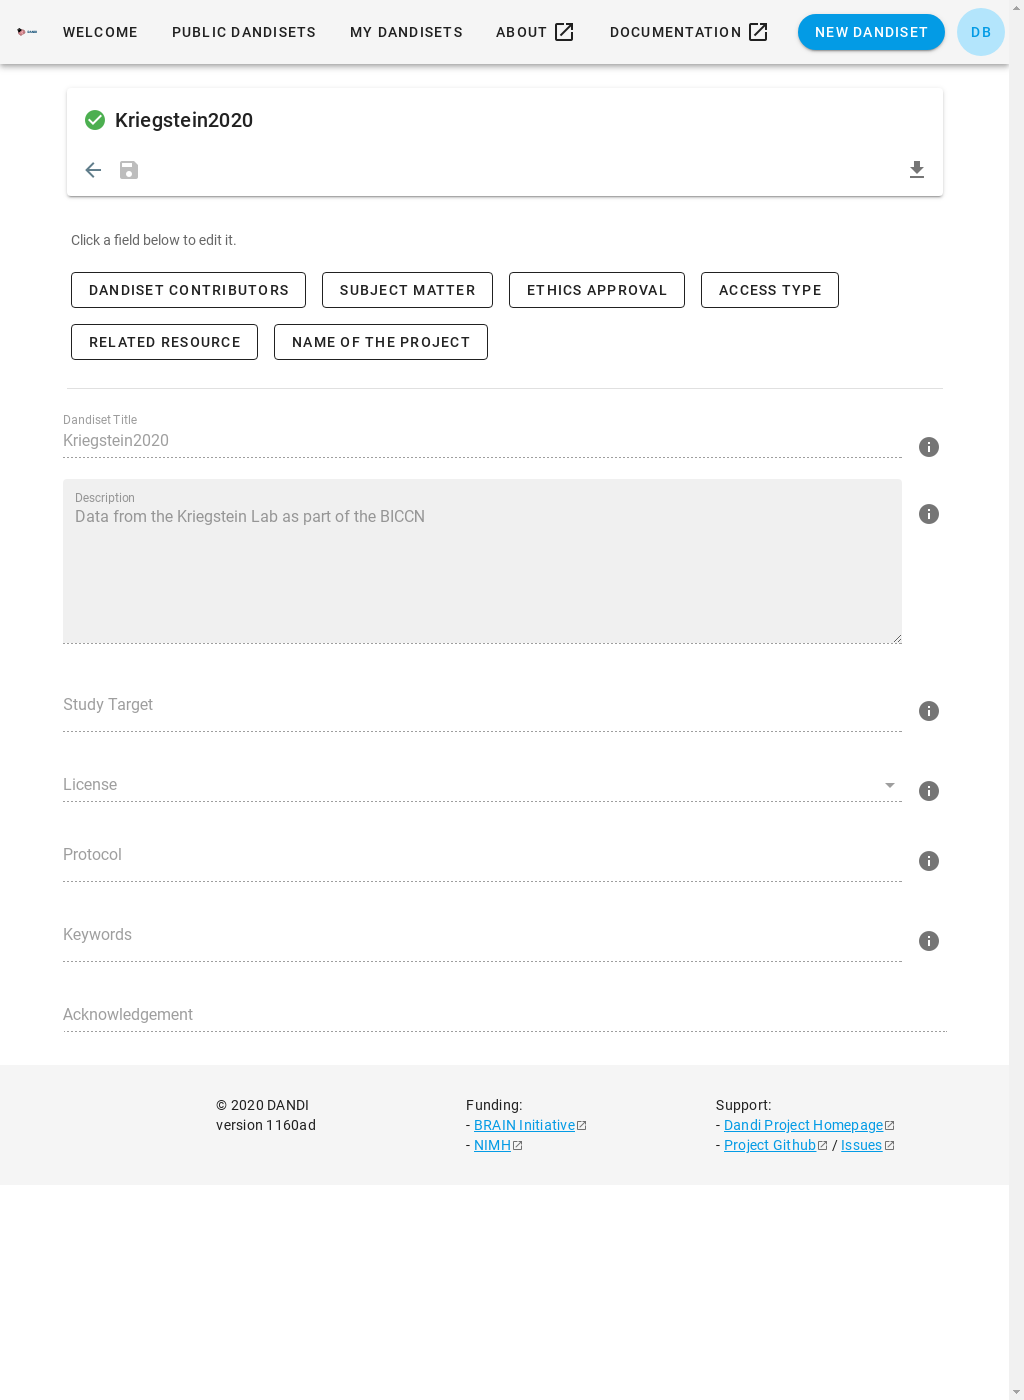 WELCOME PUBLIC DANDISETS MY DANDISETS ABOUT DOCUMENTATION NEW DANDISET DB
Kriegstein2020
Click a field below to edit it.
DANDISET CONTRIBUTORS SUBJECT MATTER ETHICS APPROVAL ACCESS TYPE
RELATED RESOURCE NAME OF THE PROJECT
Dandiset Title
Kriegstein2020
Description
Data from the Kriegstein Lab as part of the BICCN
Study Target
License
Protocol
Keywords
Acknowledgement
© 2020 DANDI
version 1160ad
Funding:
- BRAIN Initiative
- NIMH
Support:
- Dandi Project Homepage
- Project Github / Issues